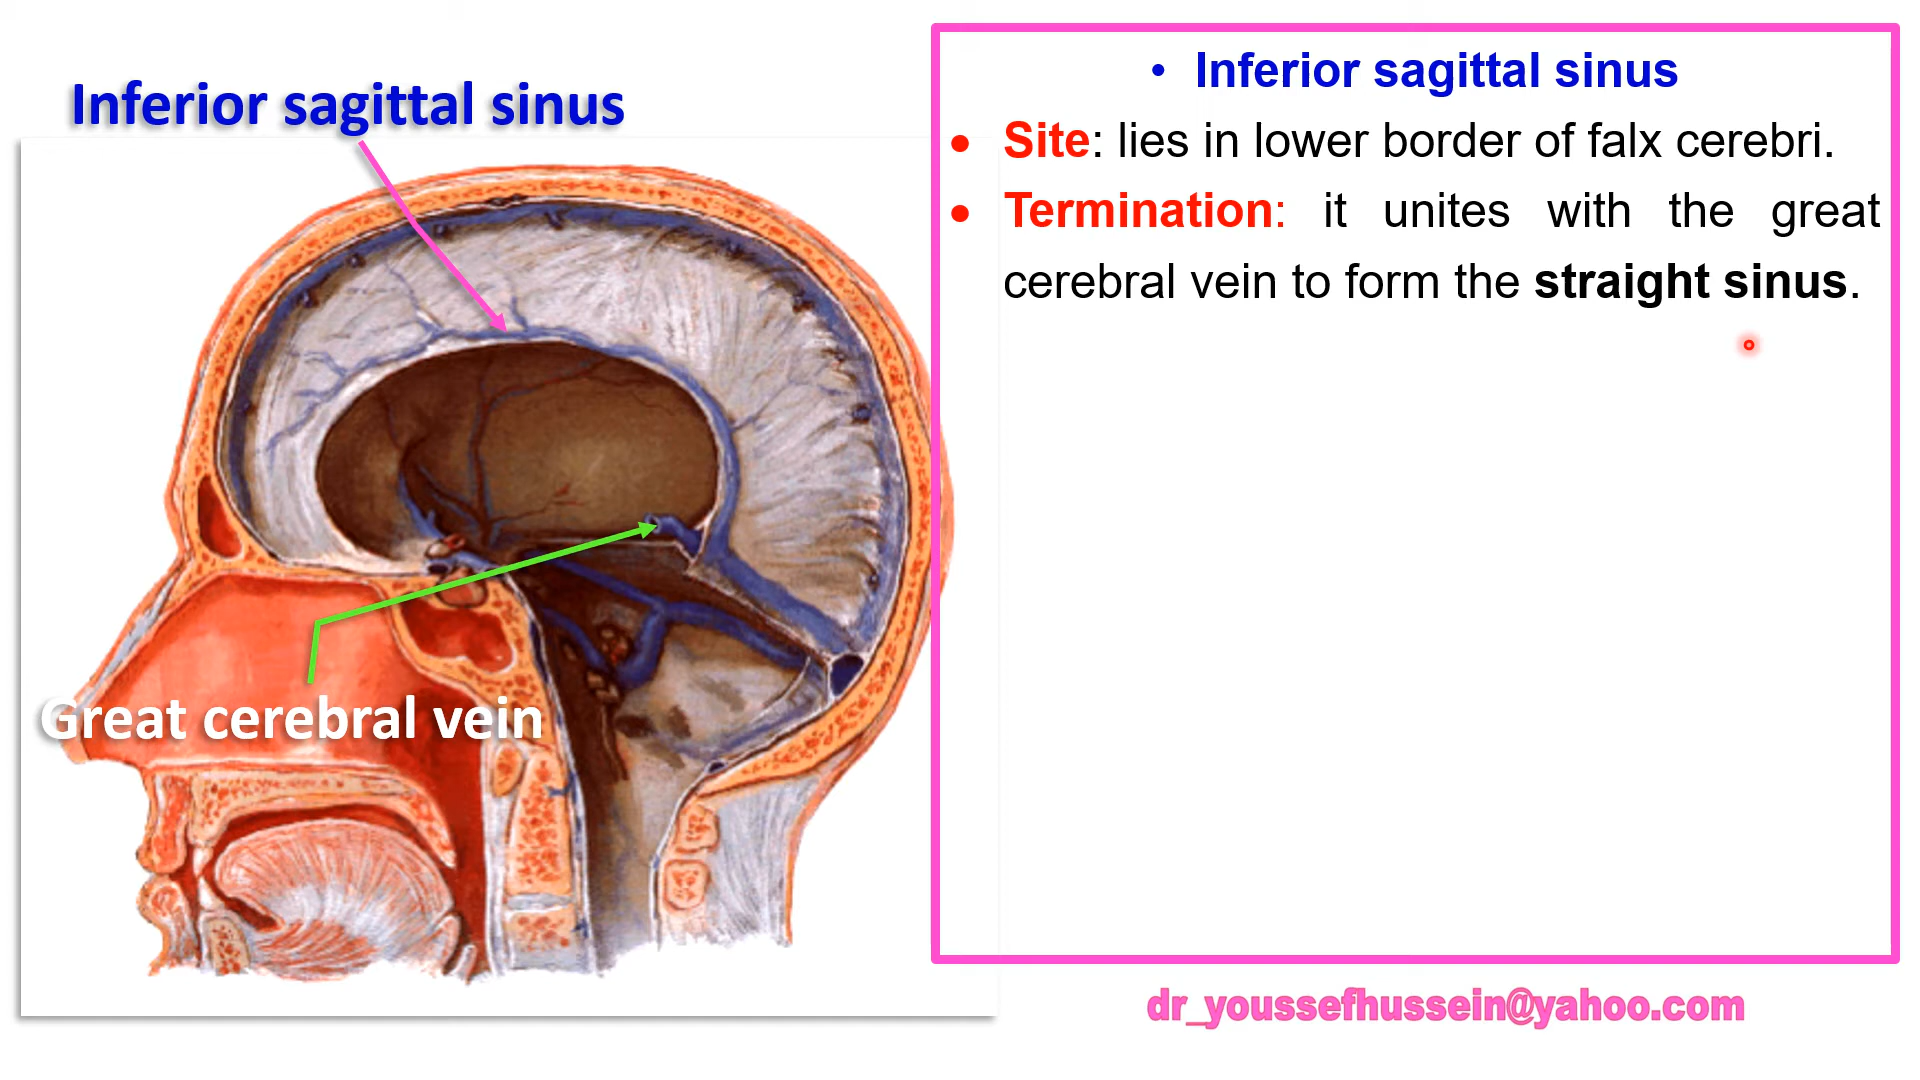 Inferior sagittal sinus
Great cerebral vein
• Inferior sagittal sinus
• Site: lies in lower border of falx cerebri.
• Termination: it unites with the great
cerebral vein to form the straight sinus.
dr_youssefhussein@yahoo.com